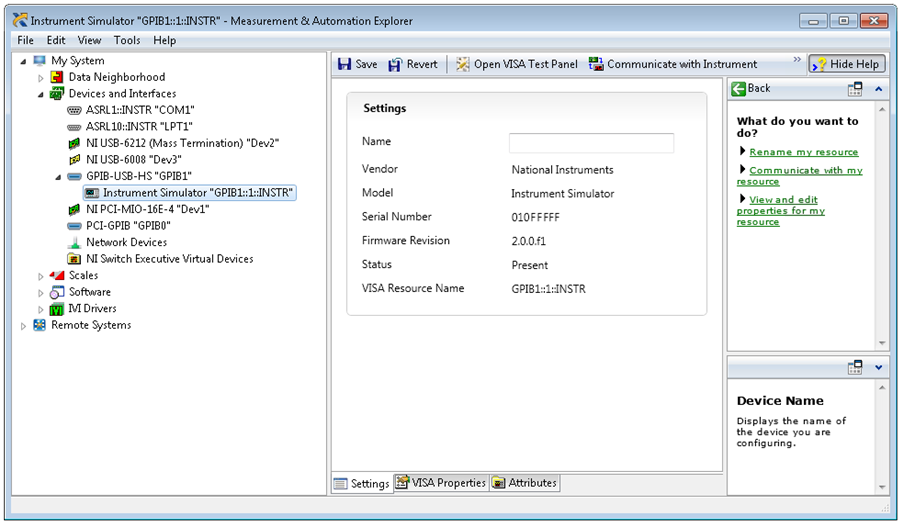 Instrument Simulator "GPIB1::1::INSTR" - Measurement & Automation Explorer
File Edit View Tools Help
My System
Data Neighborhood
Devices and Interfaces
ASRL1::INSTR "COM1"
ASRL10::INSTR "LPT1"
NI USB-6212 (Mass Termination) "Dev2"
NI USB-6008 "Dev3"
GPIB-USB-HS "GPIB1"
Instrument Simulator "GPIB1::1::INSTR"
NI PCI-MIO-16E-4 "Dev1"
PCI-GPIB "GPIB0"
Network Devices
NI Switch Executive Virtual Devices
Scales
Software
IVI Drivers
Remote Systems
Save Revert Open VISA Test Panel Communicate with Instrument » Hide Help
Settings
Name
Vendor National Instruments
Model Instrument Simulator
Serial Number 010FFFFF
Firmware Revision 2.0.0.f1
Status Present
VISA Resource Name GPIB1::1::INSTR
Settings VISA Properties Attributes
Back
What do you want to
do?
Rename my resource
Communicate with my
resource
View and edit
properties for my
resource
Device Name
Displays the name of
the device you are
configuring.